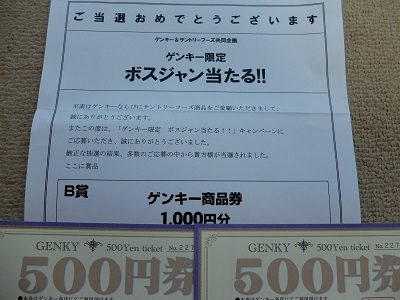 ご当選おめでとうございます
ゲンキー&サントリーフーズ共同企画
ゲンキー限定
ボスジャン当たる!!
平素はゲンキーならびにサントリーフーズ商品をご愛顧いただきまして、
誠にありがとうございます。
またこの度は、「ゲンキー限定 ボスジャン当たる!!」キャンペーンに
ご応募いただき、誠にありがとうございました。
厳正な抽選の結果、多数のご応募の中から貴方様が当選されました。
ここに賞品
B賞
ゲンキー商品券
1,000円分
GENKY 500Yen ticket No.22T
500円券
GENKY 500Yen ticket No.22T
500円券